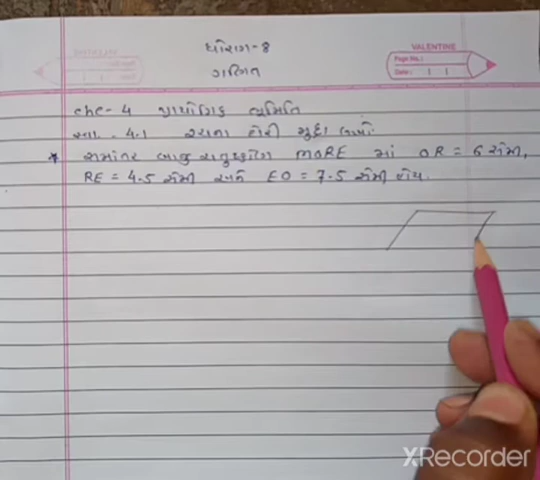 ધોરણ-8
VALENTINE
ગણિત
Page No.:
Date:
che-4 પ્રાયોગિક ભૂમિતિ
સ્વા. 4.1 રચના દોરી મુદ્દા લખો.
* સમાંતર બાજુ ચતુષ્કોણ MORE માં OR = 6 સેમી,
RE = 4.5 સેમી અને EO = 7.5 સેમી હોય.
XRecorder